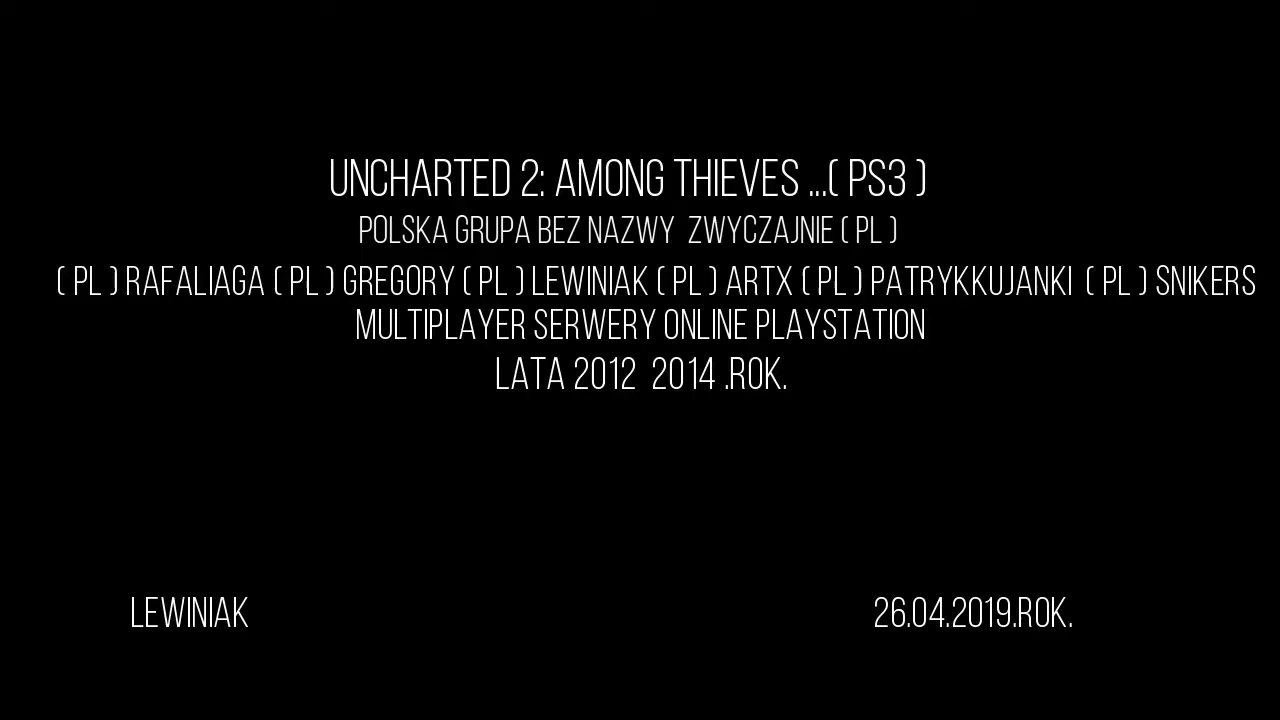 UNCHARTED 2: AMONG THIEVES ...( PS3 )
POLSKA GRUPA BEZ NAZWY  ZWYCZAJNIE ( PL )
( PL ) RAFALIAGA ( PL ) GREGORY ( PL ) LEWINIAK ( PL ) ARTX ( PL ) PATRYKKUJANKI  ( PL ) SNIKERS
MULTIPLAYER SERWERY ONLINE PLAYSTATION
LATA 2012  2014 .ROK.
LEWINIAK
26.04.2019.ROK.